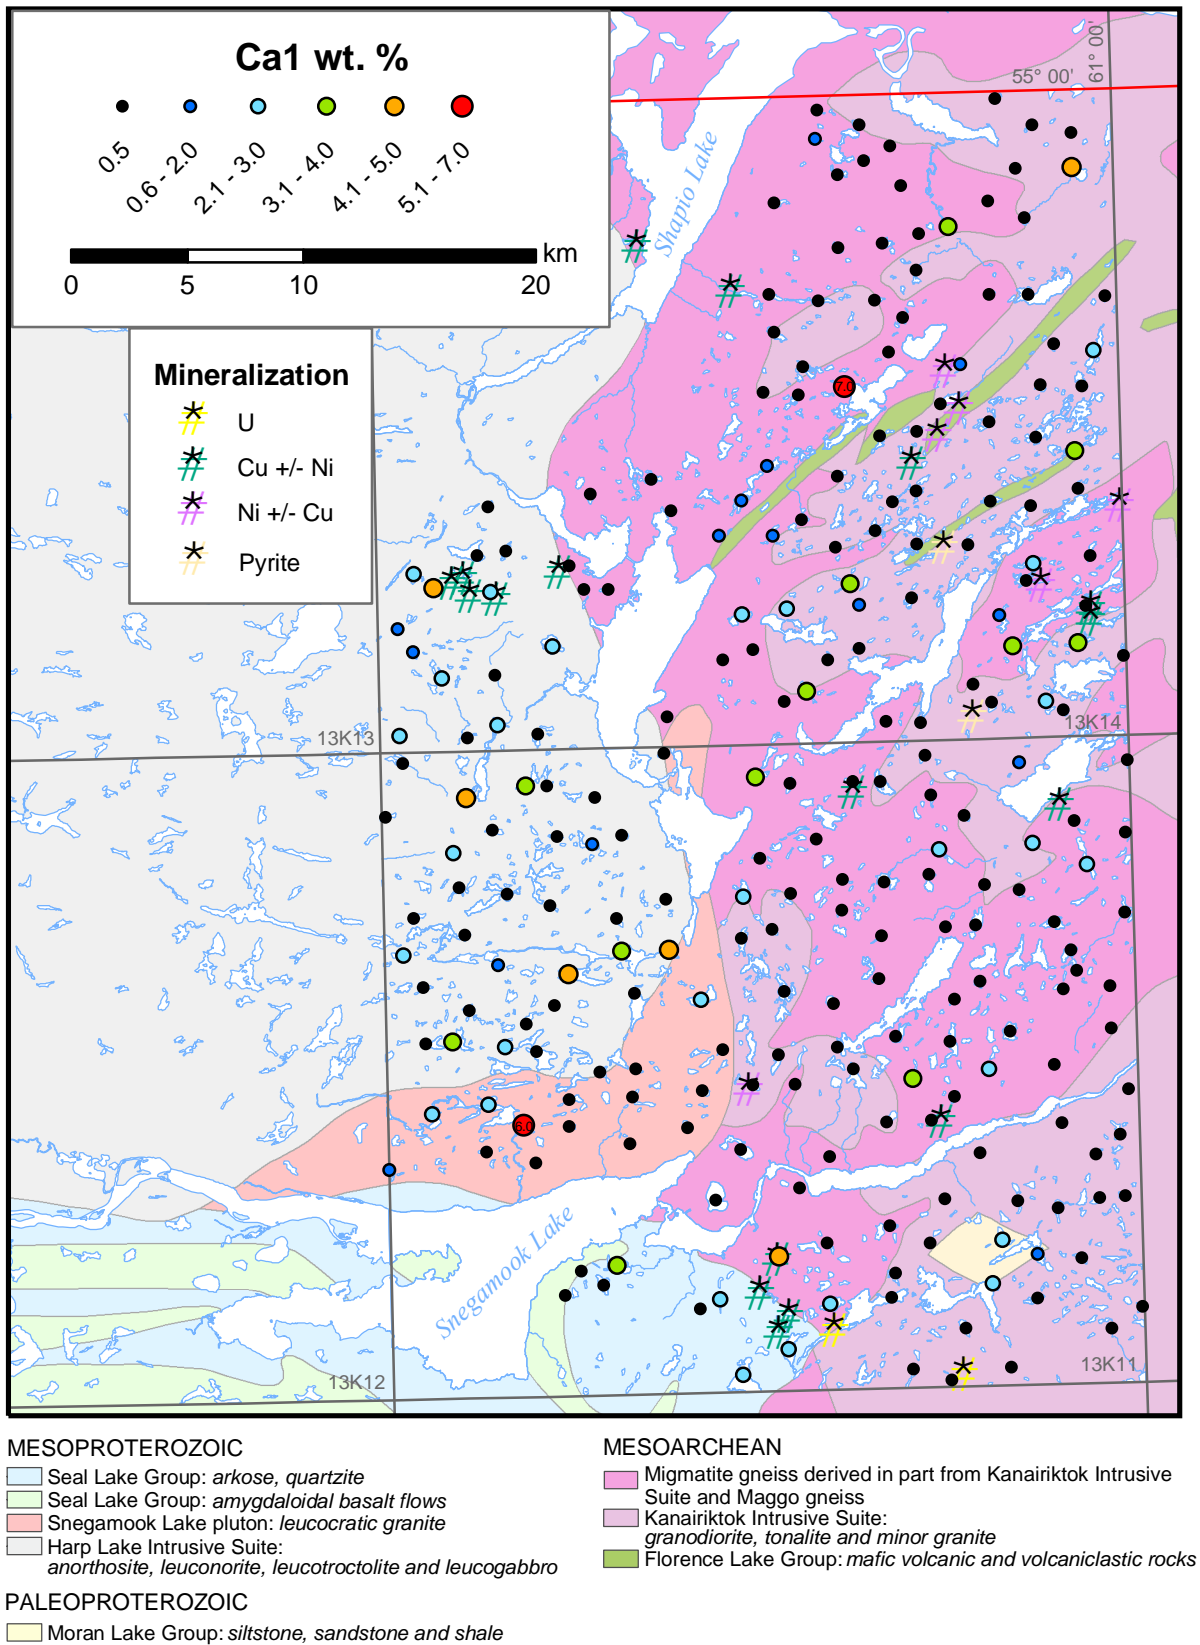 Ca1 wt. %
0.5
0.6 - 2.0
2.1 - 3.0
3.1 - 4.0
4.1 - 5.0
5.1 - 7.0
km
0 5 10 20
Mineralization
U
Cu +/- Ni
Ni +/- Cu
Pyrite
55° 00'
61° 00'
Shapio Lake
7.0
13K13
13K14
6.0
Snegamook Lake
13K12
13K11
MESOPROTEROZOIC
Seal Lake Group: arkose, quartzite
Seal Lake Group: amygdaloidal basalt flows
Snegamook Lake pluton: leucocratic granite
Harp Lake Intrusive Suite:
anorthosite, leuconorite, leucotroctolite and leucogabbro
PALEOPROTEROZOIC
Moran Lake Group: siltstone, sandstone and shale
MESOARCHEAN
Migmatite gneiss derived in part from Kanairiktok Intrusive
Suite and Maggo gneiss
Kanairiktok Intrusive Suite:
granodiorite, tonalite and minor granite
Florence Lake Group: mafic volcanic and volcaniclastic rocks